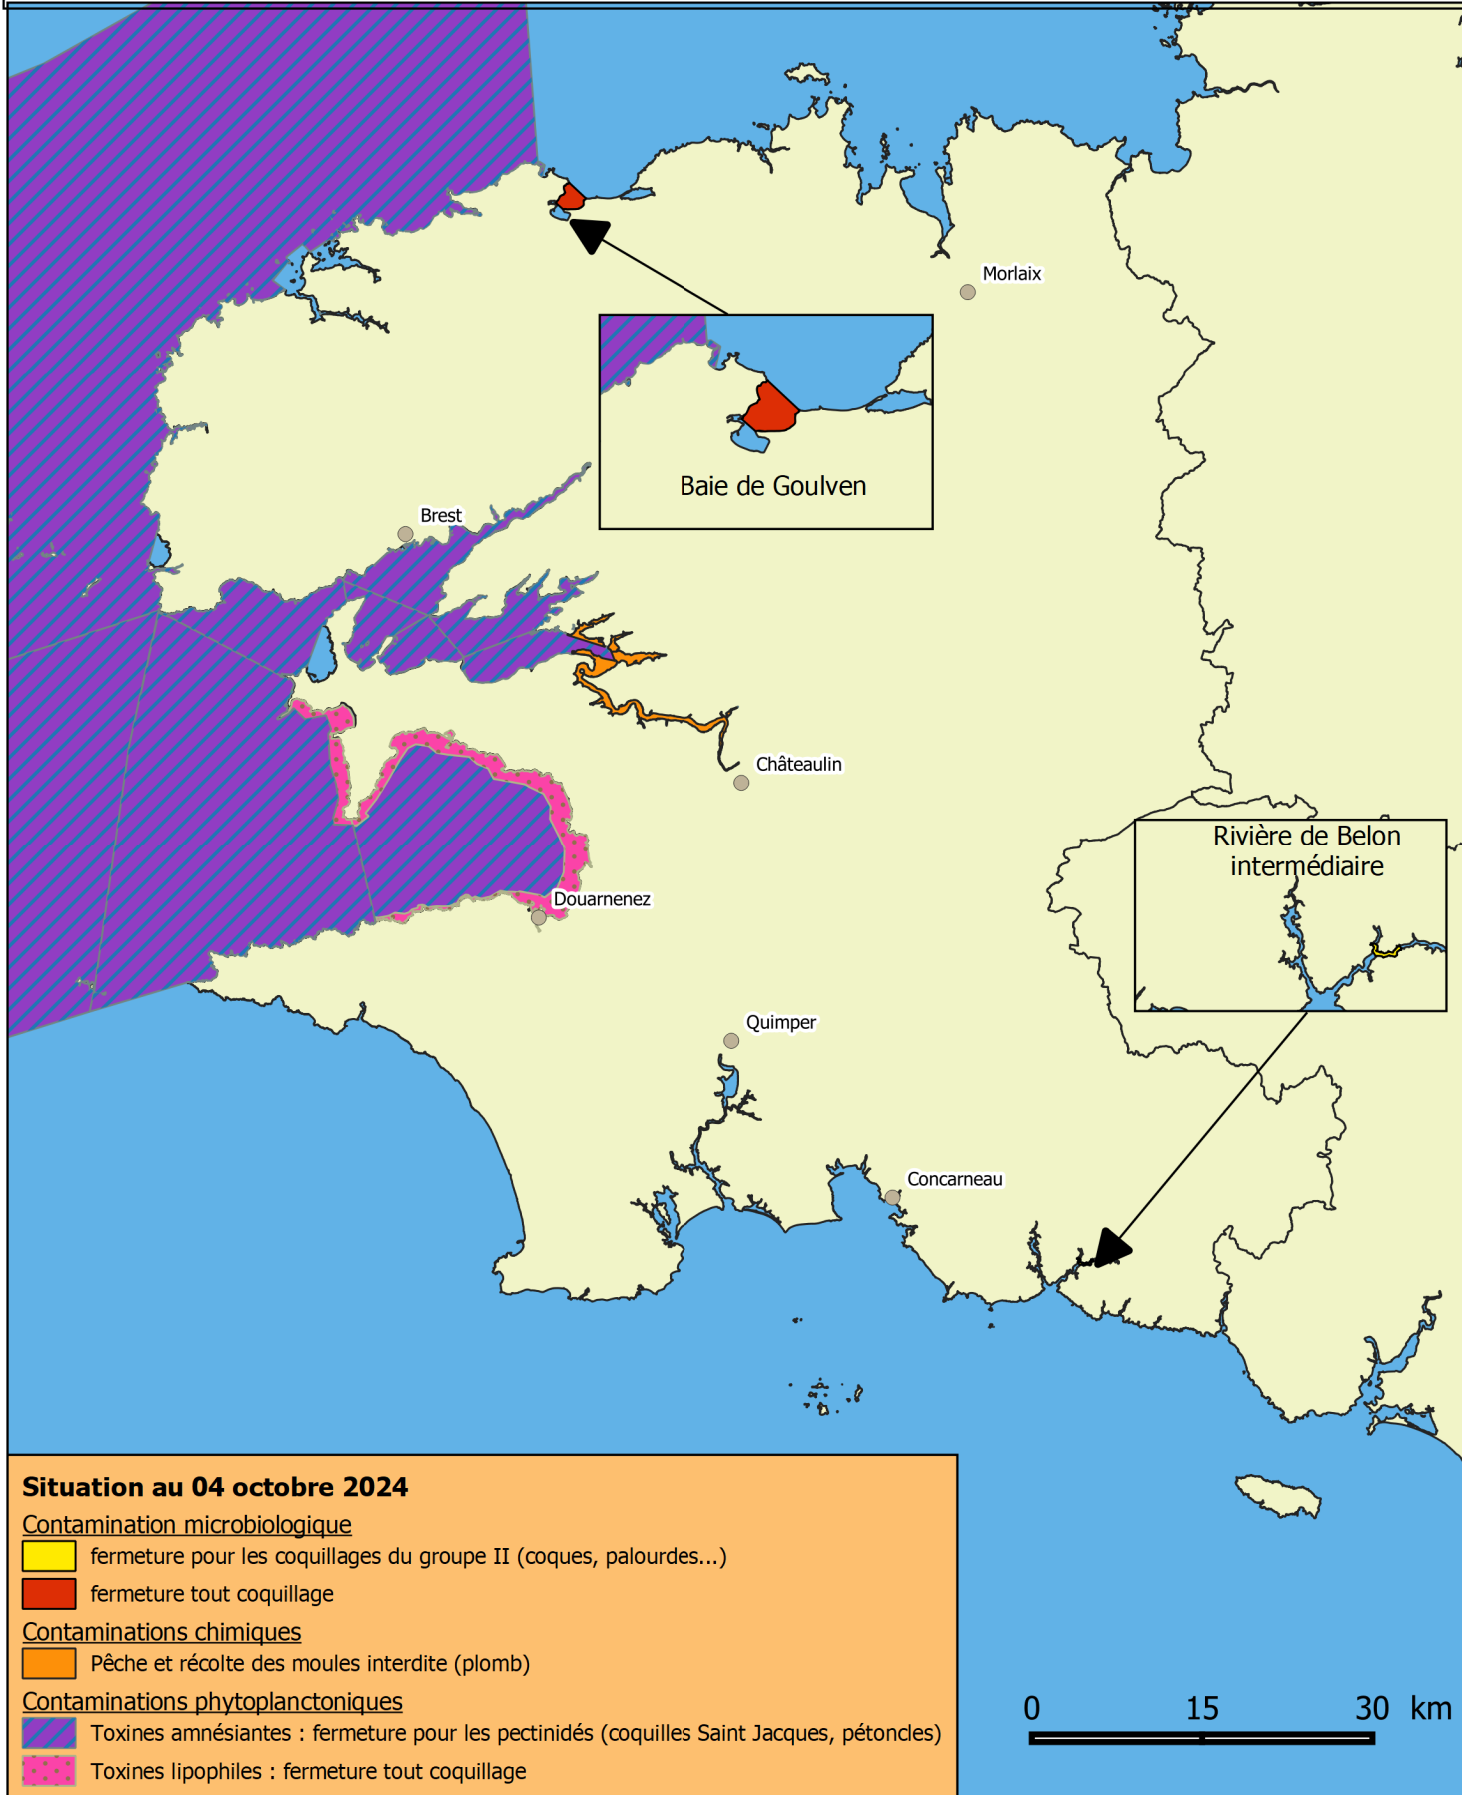 Morlaix
Baie de Goulven
Brest
Châteaulin
Rivière de Belon
intermédiaire
Douarnenez
Quimper
Concarneau
Situation au 04 octobre 2024
Contamination microbiologique
fermeture pour les coquillages du groupe II (coques, palourdes...)
fermeture tout coquillage
Contaminations chimiques
Pêche et récolte des moules interdite (plomb)
Contaminations phytoplanctoniques
Toxines amnésiantes : fermeture pour les pectinidés (coquilles Saint Jacques, pétoncles)
Toxines lipophiles : fermeture tout coquillage
0 15 30 km